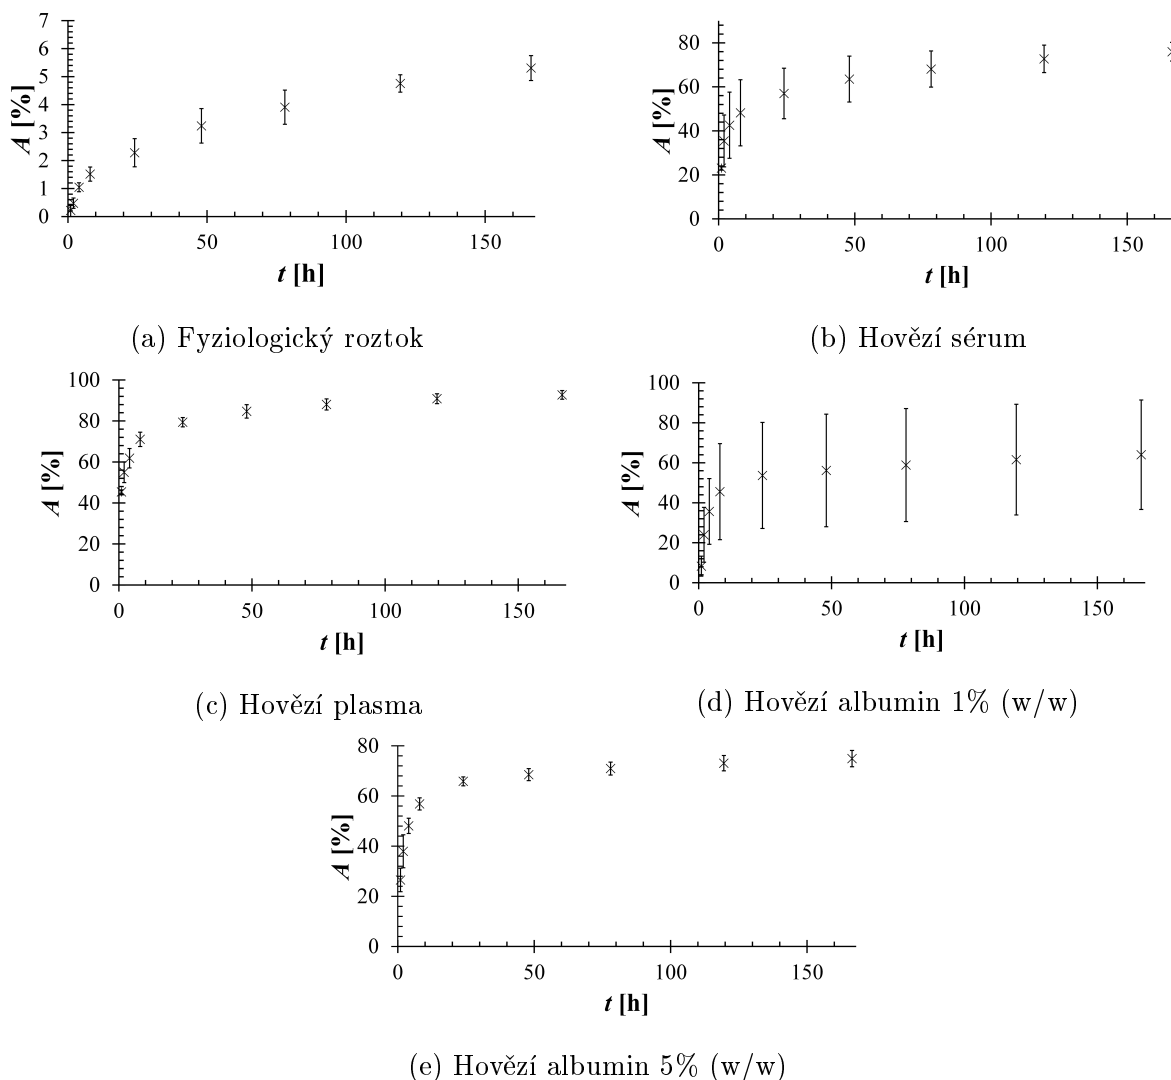 7
6
5
4
3
2
1
0
A [%]
0 50 100 150
t [h]
(a) Fyziologický roztok
80
60
40
20
0
A [%]
0 50 100 150
t [h]
(b) Hovězí sérum
100
80
60
40
20
0
A [%]
0 50 100 150
t [h]
(c) Hovězí plasma
100
80
60
40
20
0
A [%]
0 50 100 150
t [h]
(d) Hovězí albumin 1% (w/w)
80
60
40
20
0
A [%]
0 50 100 150
t [h]
(e) Hovězí albumin 5% (w/w)